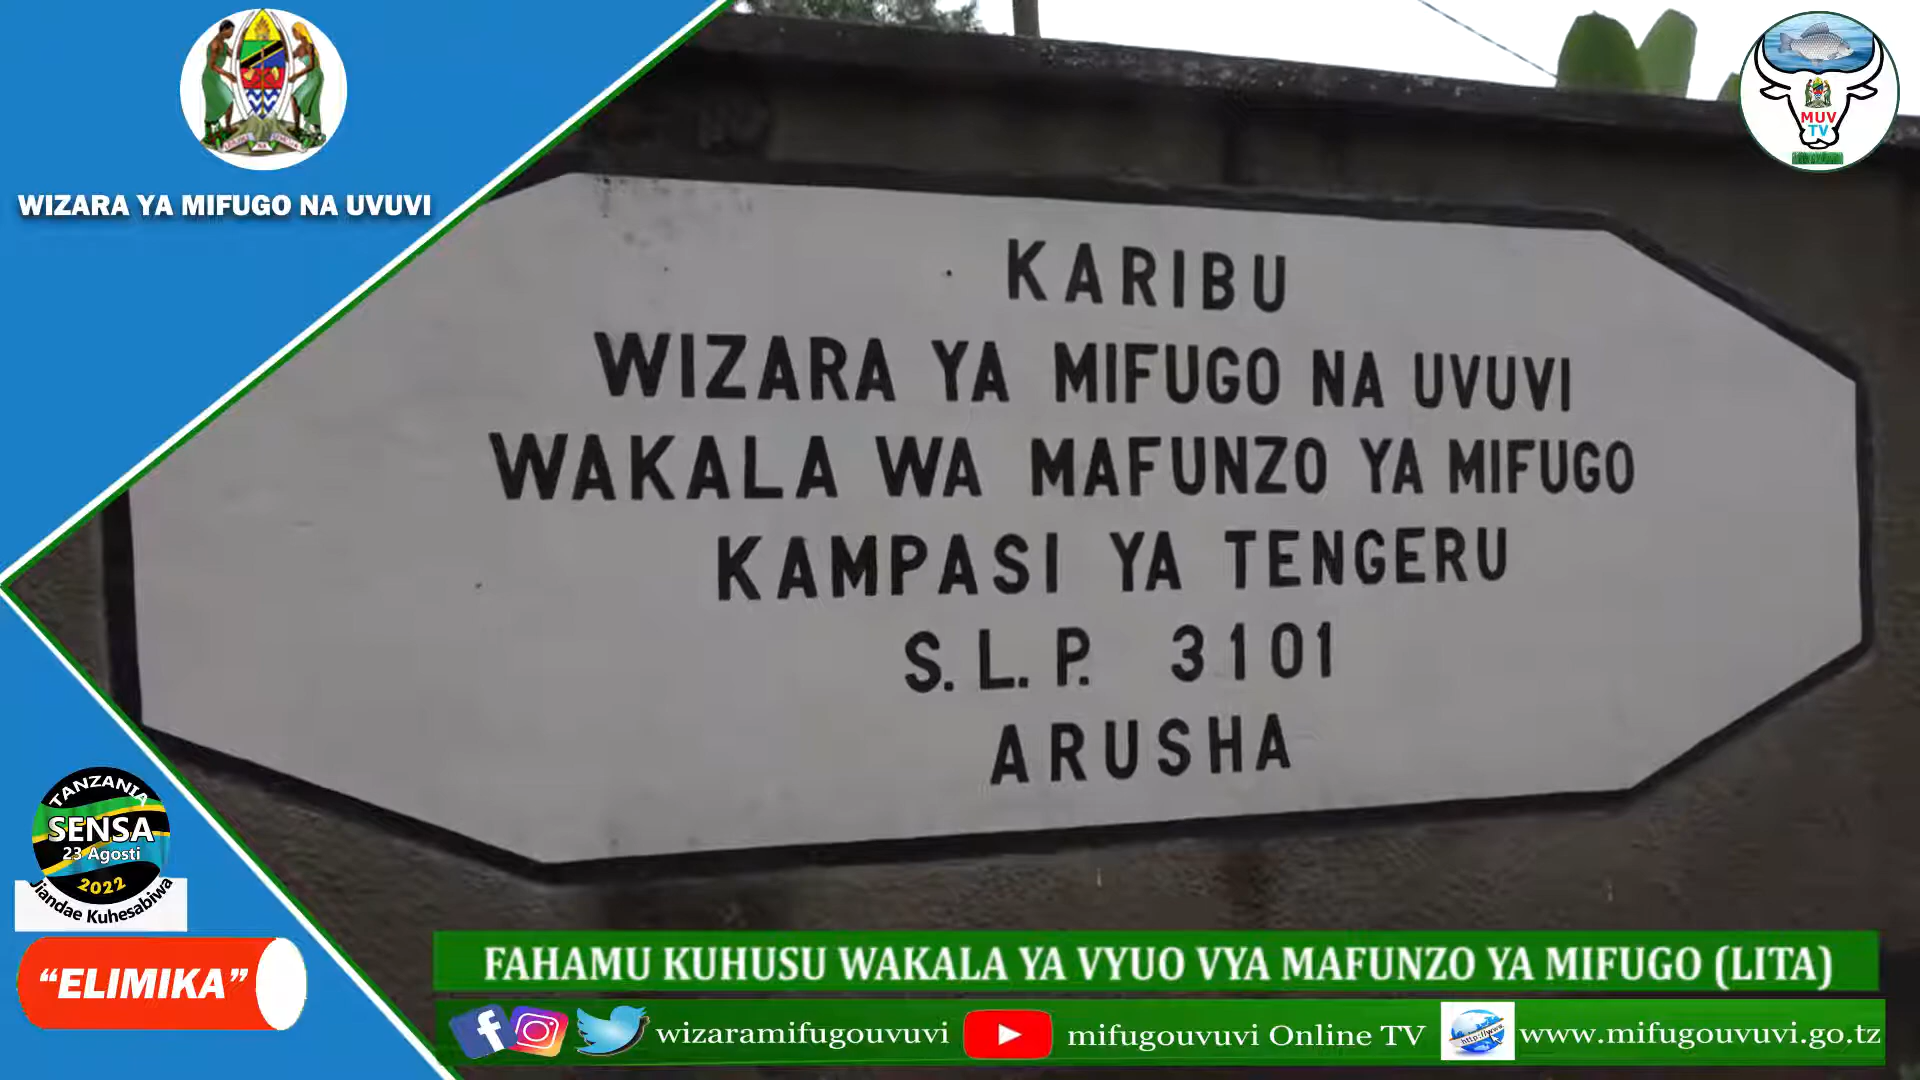 WIZARA YA MIFUGO NA UVUVI
MUV
TV
KARIBU
WIZARA YA MIFUGO NA UVUVI
WAKALA WA MAFUNZO YA MIFUGO
KAMPASI YA TENGERU
S.L.P. 3101
ARUSHA
TANZANIA
SENSA
23 Agosti
2022
Jiandae Kuhesabiwa
"ELIMIKA"
FAHAMU KUHUSU WAKALA YA VYUO VYA MAFUNZO YA MIFUGO (LITA)
wizaramifugouvuvi
mifugouvuvi Online TV
www.mifugouvuvi.go.tz